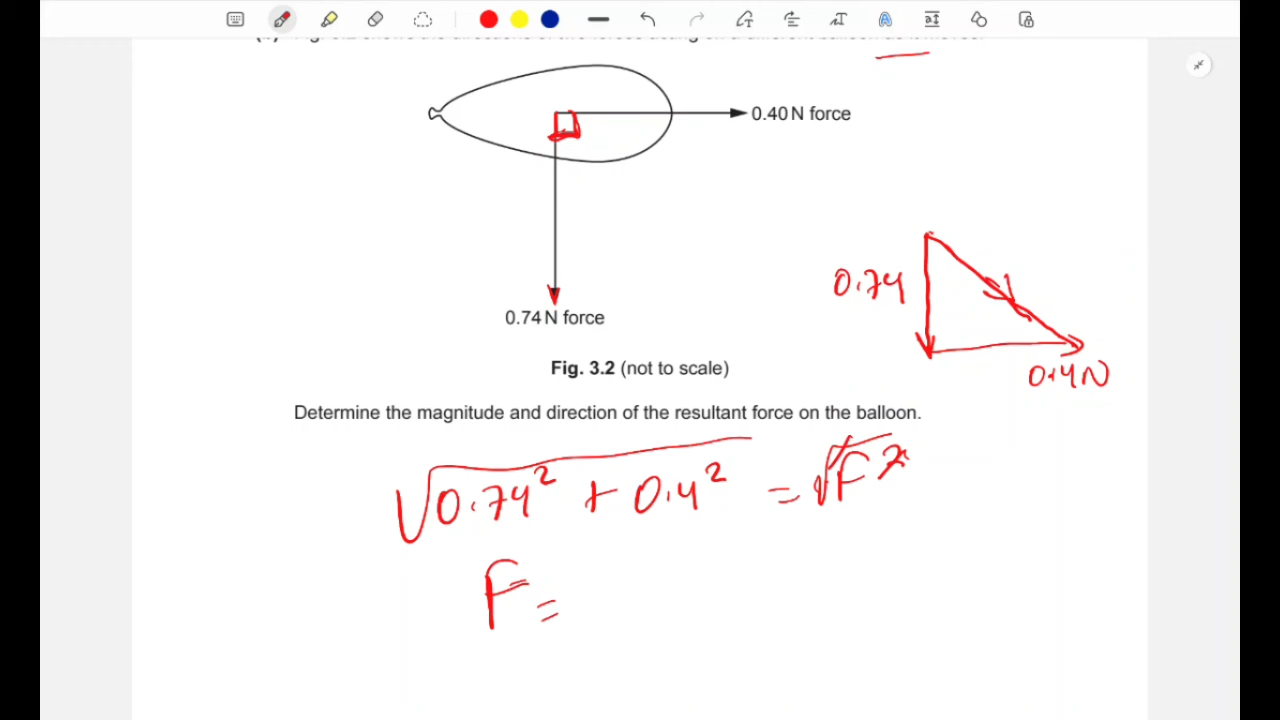 0.40 N force
0.74 N force
0.74
0.4N
Fig. 3.2 (not to scale)
Determine the magnitude and direction of the resultant force on the balloon.
√0.74² + 0.4² = √F²
F =